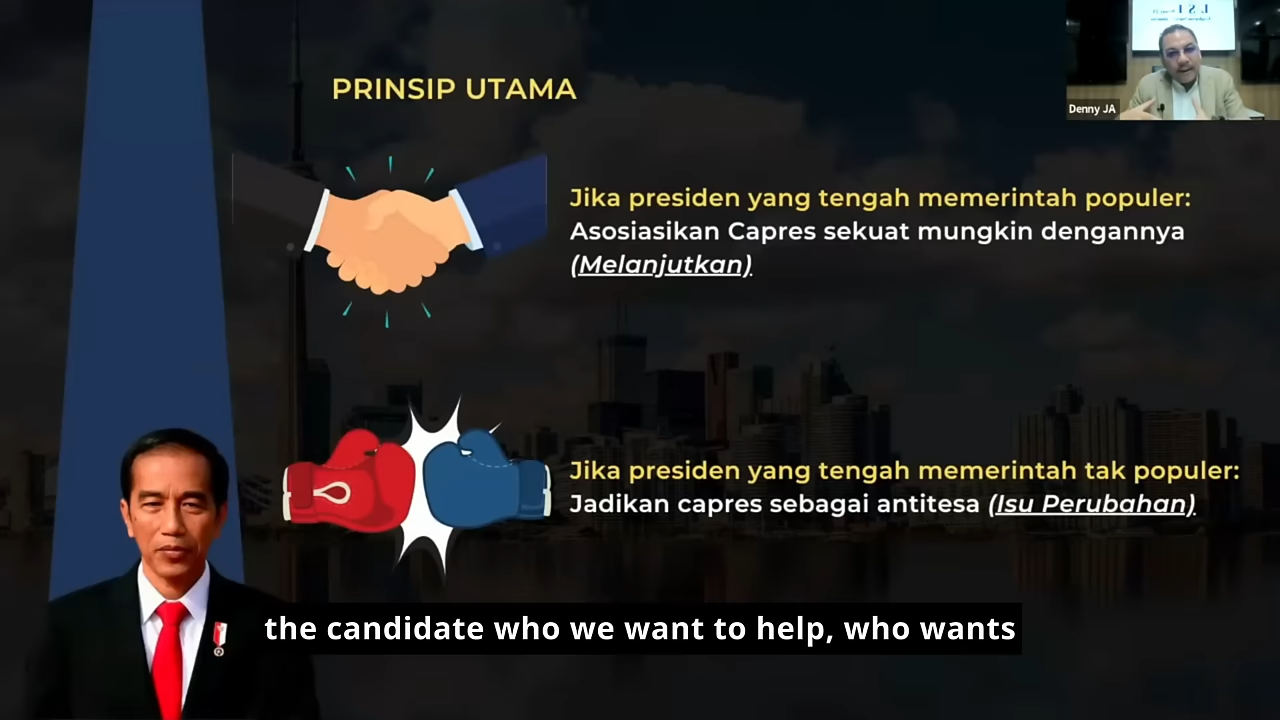 PRINSIP UTAMA
Denny JA
Jika presiden yang tengah memerintah populer:
Asosiasikan Capres sekuat mungkin dengannya
(Melanjutkan)
Jika presiden yang tengah memerintah tak populer:
Jadikan capres sebagai antitesa (Isu Perubahan)
the candidate who we want to help, who wants